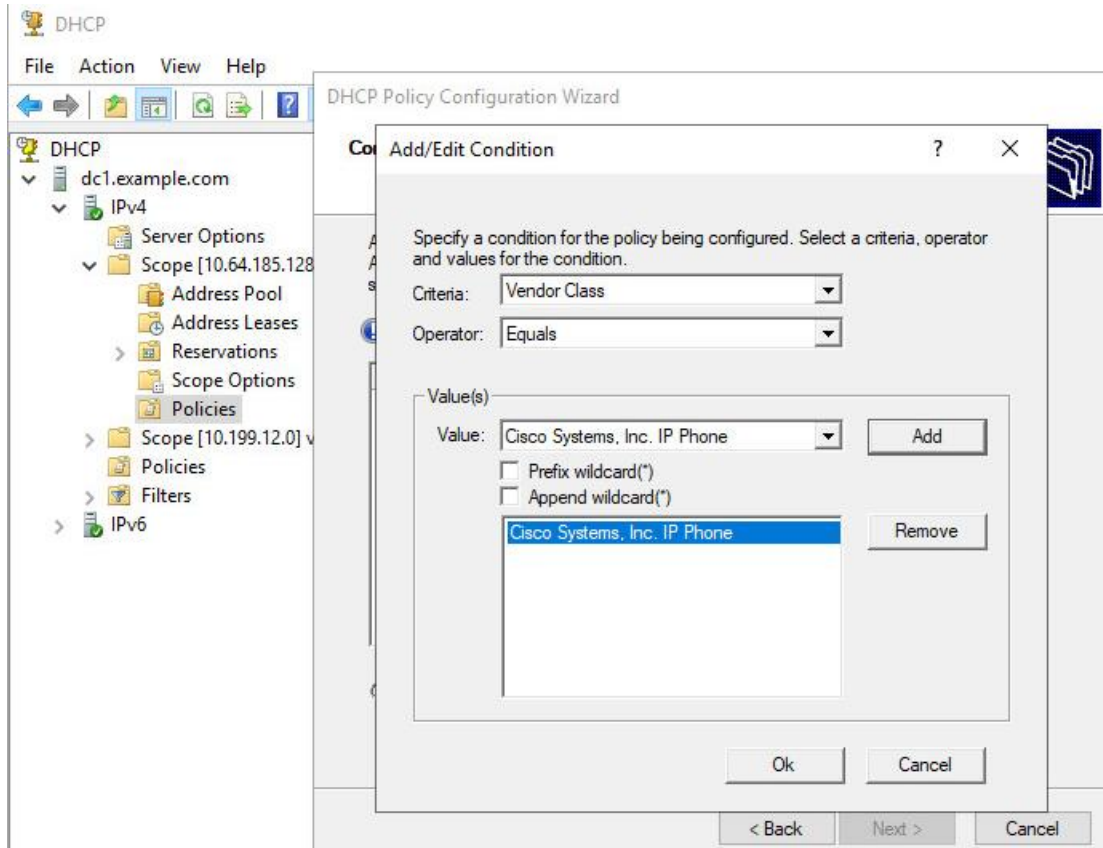 DHCP
File Action View Help
DHCP
dc1.example.com
IPv4
Server Options
Scope [10.64.185.128
Address Pool
Address Leases
Reservations
Scope Options
Policies
Scope [10.199.12.0] v
Policies
Filters
IPv6
DHCP Policy Configuration Wizard
Add/Edit Condition
Specify a condition for the policy being configured. Select a criteria, operator
and values for the condition.
Criteria: Vendor Class
Operator: Equals
Value(s)
Value: Cisco Systems, Inc. IP Phone Add
Prefix wildcard(*)
Append wildcard(*)
Cisco Systems, Inc. IP Phone Remove
Ok Cancel
< Back Next > Cancel